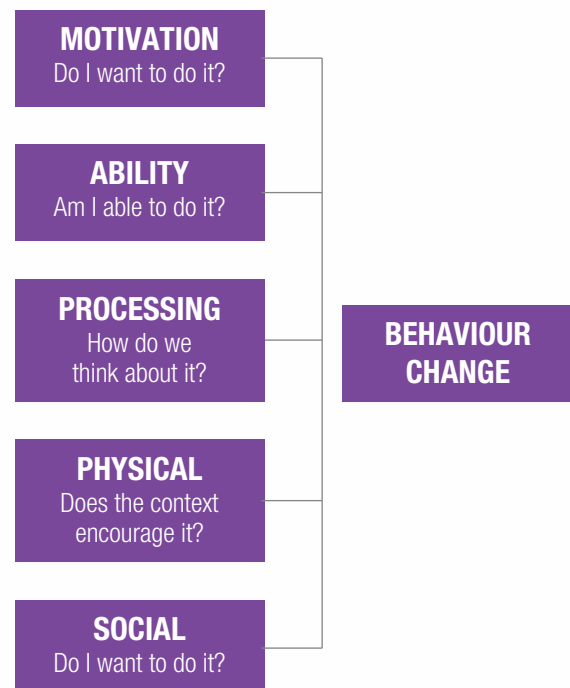 MOTIVATION
Do I want to do it?
ABILITY
Am I able to do it?
PROCESSING
How do we
think about it?
PHYSICAL
Does the context
encourage it?
SOCIAL
Do I want to do it?
BEHAVIOUR
CHANGE